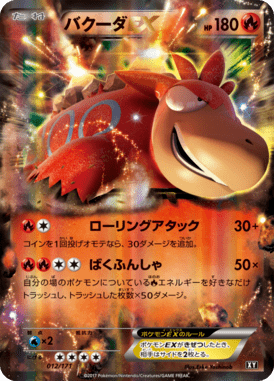 たね
バクーダEX HP180
ローリングアタック 30+
コインを1回投げオモテなら、30ダメージを追加。
ばくふんしゃ 50×
自分の場のポケモンについているエネルギーを好きなだけ
トラッシュし、トラッシュした枚数×50ダメージ。
×2
ポケモンEXのルール
ポケモンEXがきぜつしたとき、
相手はサイドを2枚とる。
012/171
XY
©2017 Pokémon/Nintendo/Creatures/GAME FREAK.